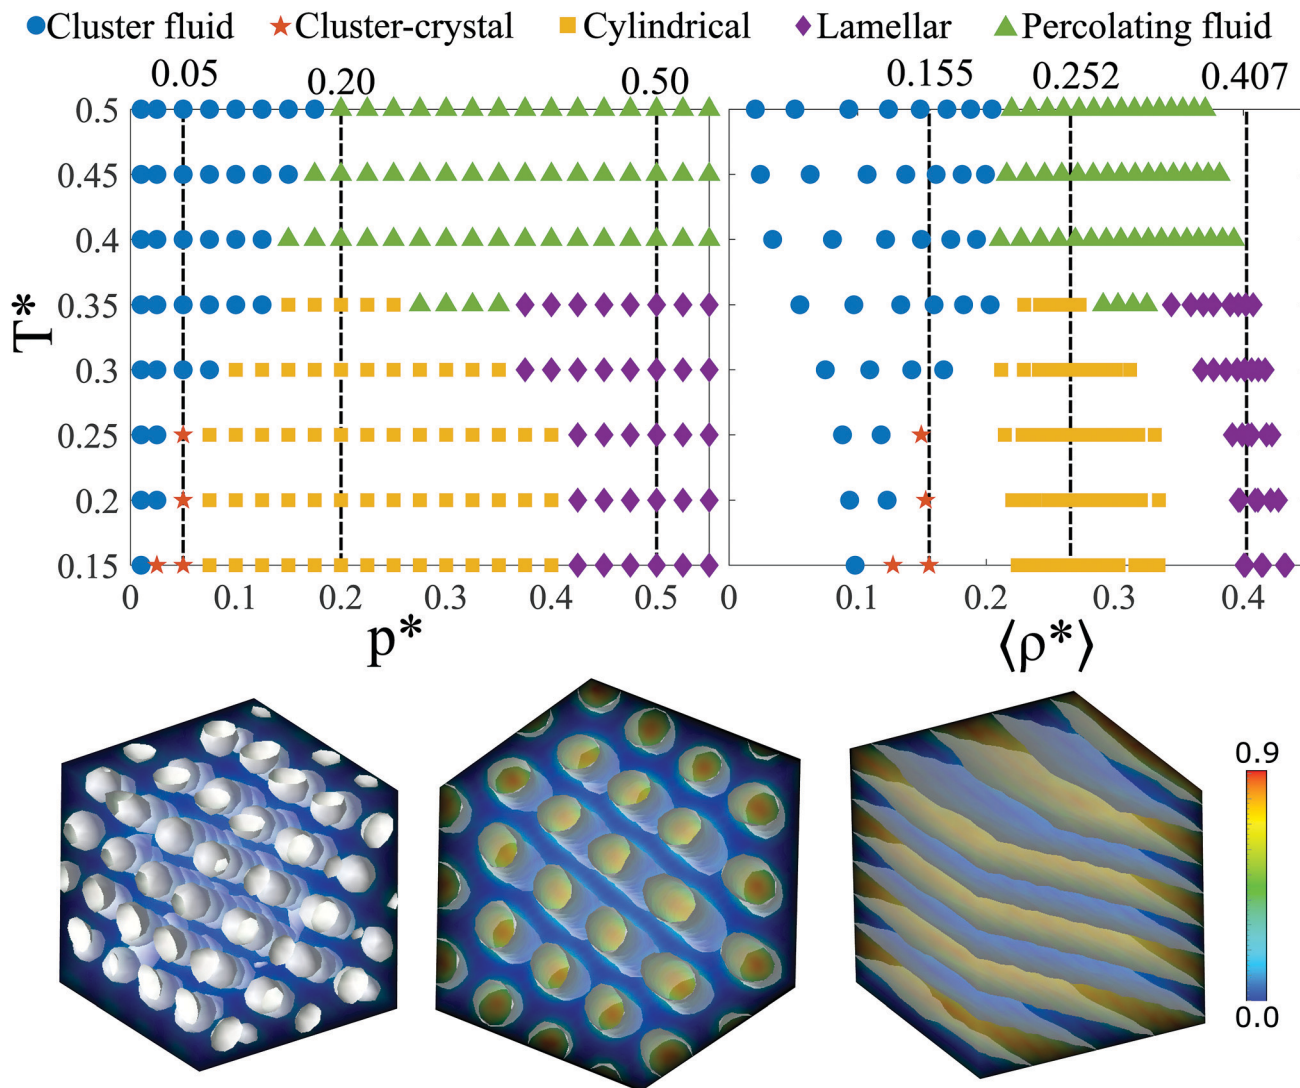 Cluster fluid Cluster-crystal Cylindrical Lamellar Percolating fluid
0.05 0.20 0.50 0.155 0.252 0.407
0.5
0.45
0.4
0.35
0.3
0.25
0.2
0.15
T*
0 0.1 0.2 0.3 0.4 0.5
p*
0 0.1 0.2 0.3 0.4
⟨ρ*⟩
0.9
0.0